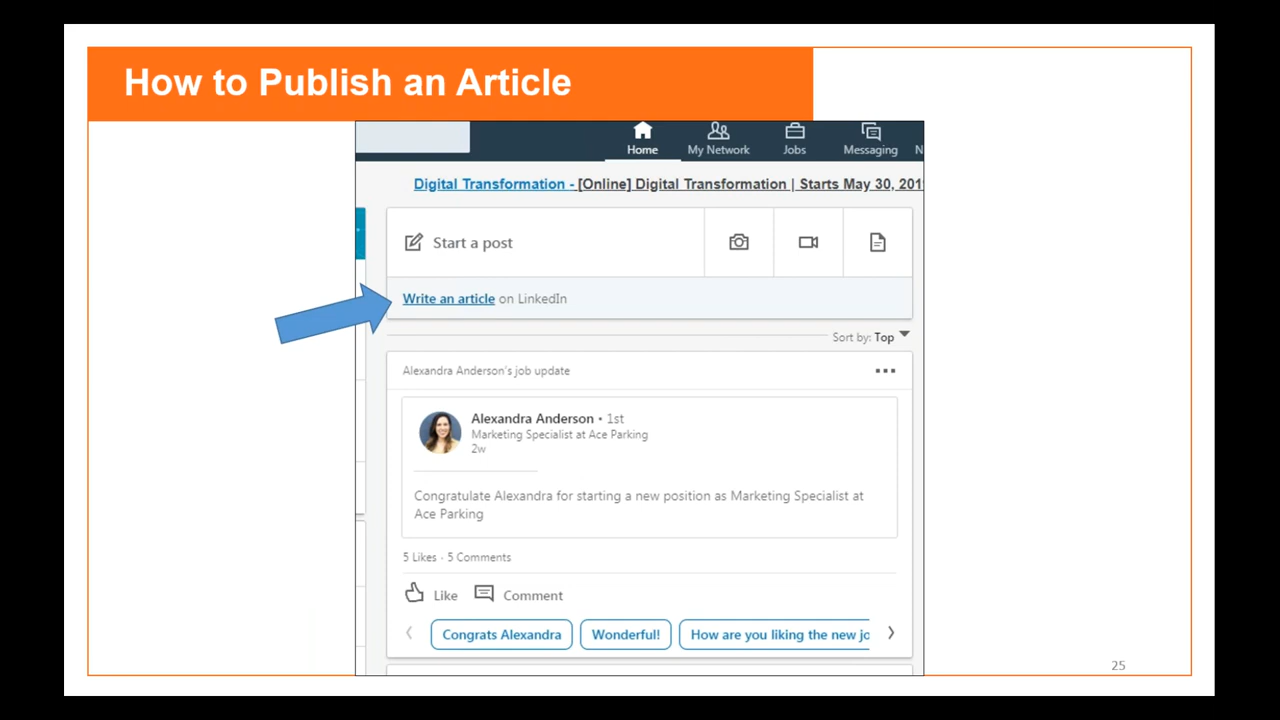 How to Publish an Article
Home
My Network
Jobs
Messaging
N
Digital Transformation - [Online] Digital Transformation | Starts May 30, 201
Start a post
Write an article on LinkedIn
Sort by: Top
Alexandra Anderson's job update
Alexandra Anderson • 1st
Marketing Specialist at Ace Parking
2w
Congratulate Alexandra for starting a new position as Marketing Specialist at
Ace Parking
5 Likes · 5 Comments
Like
Comment
Congrats Alexandra
Wonderful!
How are you liking the new jo
25